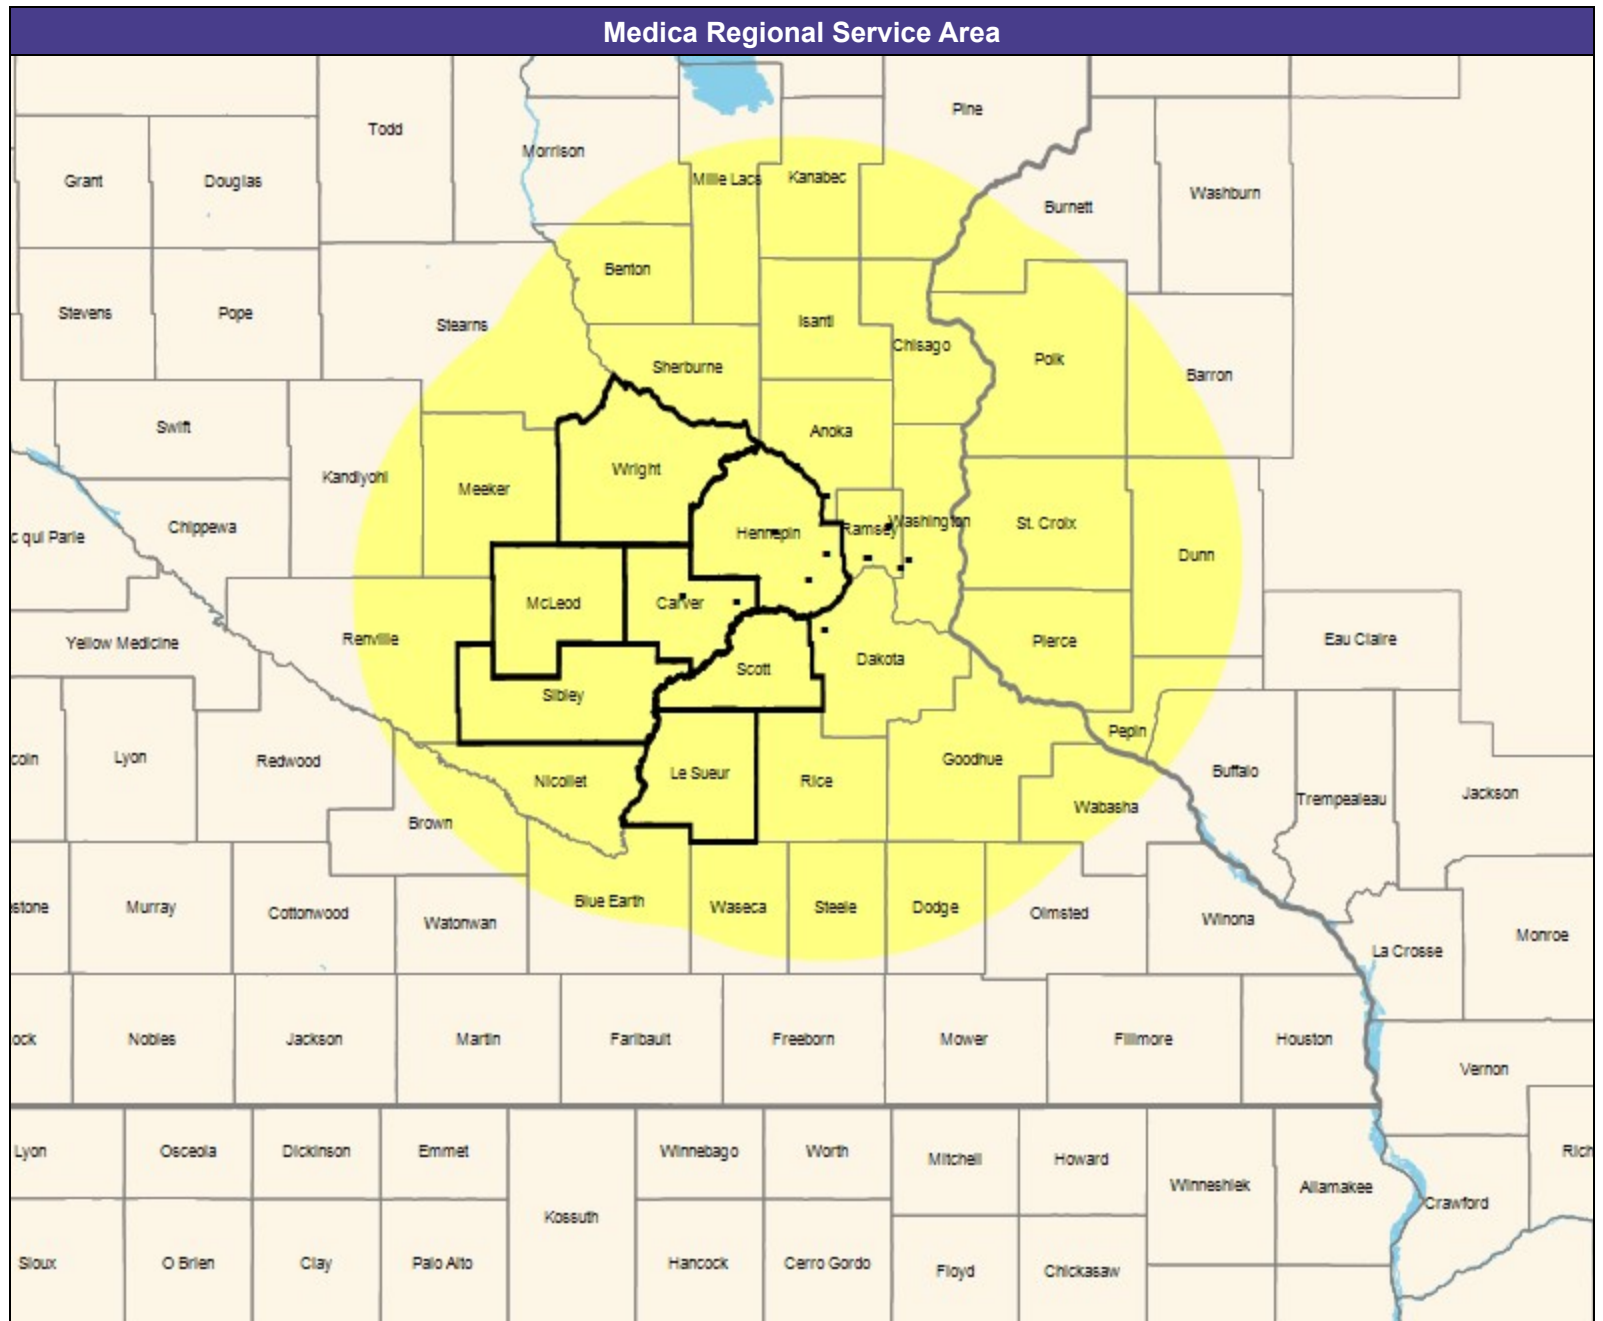 Medica Regional Service Area
Pine
Todd
Morrison
Grant
Douglas
Mille Lacs
Kanabec
Burnett
Washburn
Benton
Stevens
Pope
Stearns
Isanti
Chisago
Polk
Barron
Sherburne
Swift
Anoka
Wright
Kandiyohi
Meeker
Chippewa
Hennepin
Ramsey
Washington
St. Croix
c qui Parle
Dunn
McLeod
Carver
Yellow Medicine
Renville
Pierce
Eau Claire
Scott
Dakota
Sibley
coln
Lyon
Redwood
Nicollet
Le Sueur
Rice
Goodhue
Pepin
Buffalo
Trempealeau
Jackson
Brown
Wabasha
stone
Murray
Cottonwood
Watonwan
Blue Earth
Waseca
Steele
Dodge
Olmsted
Winona
La Crosse
Monroe
ock
Nobles
Jackson
Martin
Faribault
Freeborn
Mower
Fillmore
Houston
Vernon
Lyon
Osceola
Dickinson
Emmet
Winnebago
Worth
Mitchell
Howard
Winneshiek
Allamakee
Crawford
Rich
Kossuth
Sioux
O Brien
Clay
Palo Alto
Hancock
Cerro Gordo
Floyd
Chickasaw